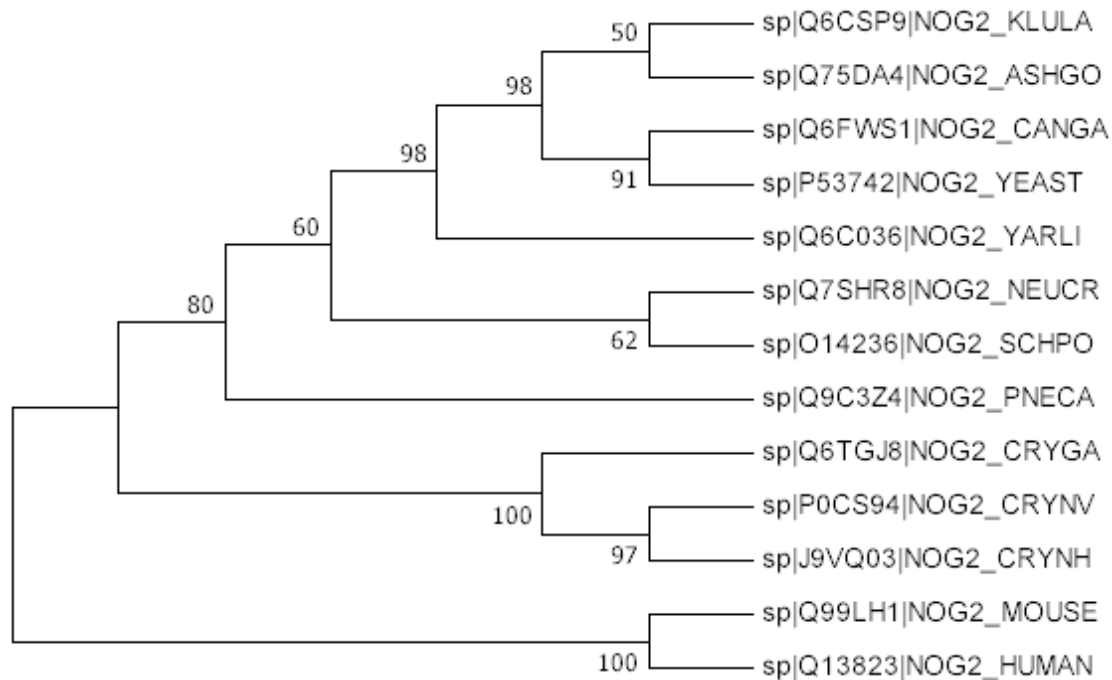 sp|Q6CSP9|NOG2_KLULA
50
sp|Q75DA4|NOG2_ASHGO
98
sp|Q6FWS1|NOG2_CANGA
98
91
sp|P53742|NOG2_YEAST
60
sp|Q6C036|NOG2_YARLI
80
sp|Q7SHR8|NOG2_NEUCR
62
sp|O14236|NOG2_SCHPO
sp|Q9C3Z4|NOG2_PNECA
sp|Q6TGJ8|NOG2_CRYGA
100
sp|P0CS94|NOG2_CRYNV
97
sp|J9VQ03|NOG2_CRYNH
sp|Q99LH1|NOG2_MOUSE
100
sp|Q13823|NOG2_HUMAN